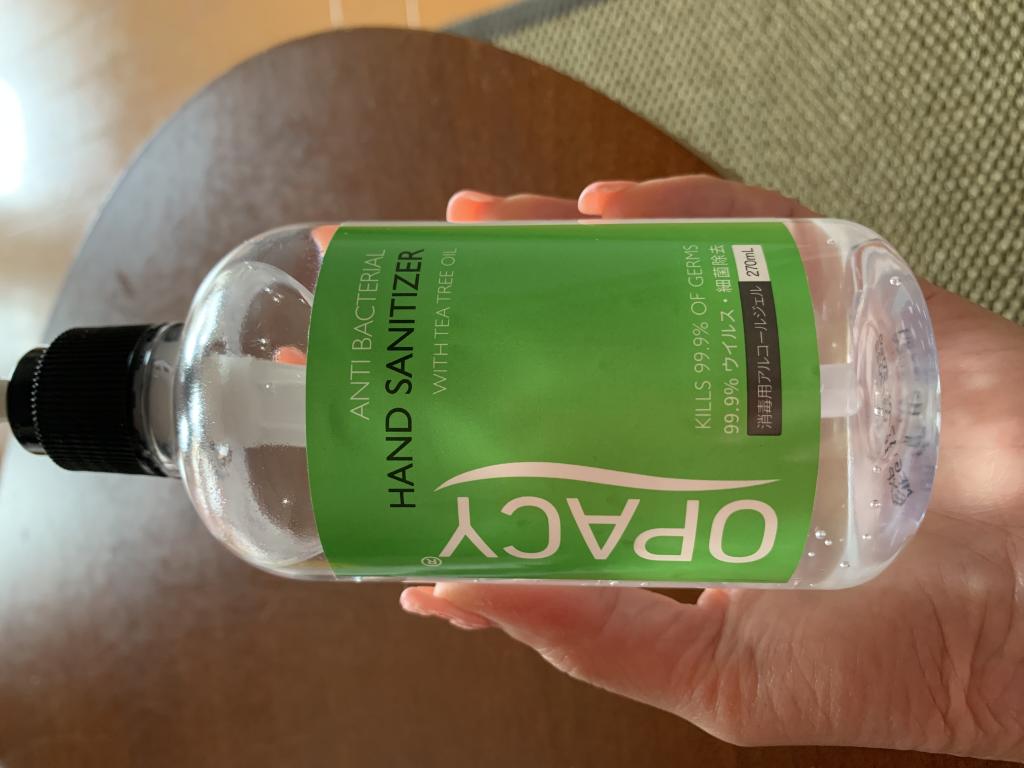 OPACY®
ANTI BACTERIAL
HAND SANITIZER
WITH TEA TREE OIL
KILLS 99.9% OF GERMS
99.9% ウイルス・細菌除去
消毒用アルコールジェル 270mL